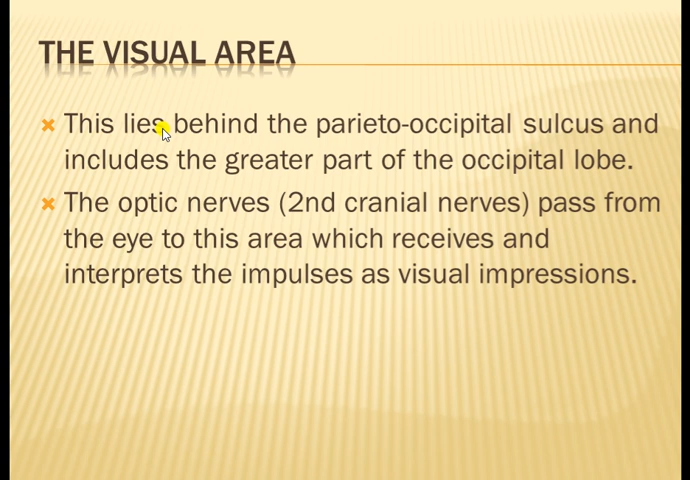 THE VISUAL AREA
This lies behind the parieto-occipital sulcus and
includes the greater part of the occipital lobe.
The optic nerves (2nd cranial nerves) pass from
the eye to this area which receives and
interprets the impulses as visual impressions.